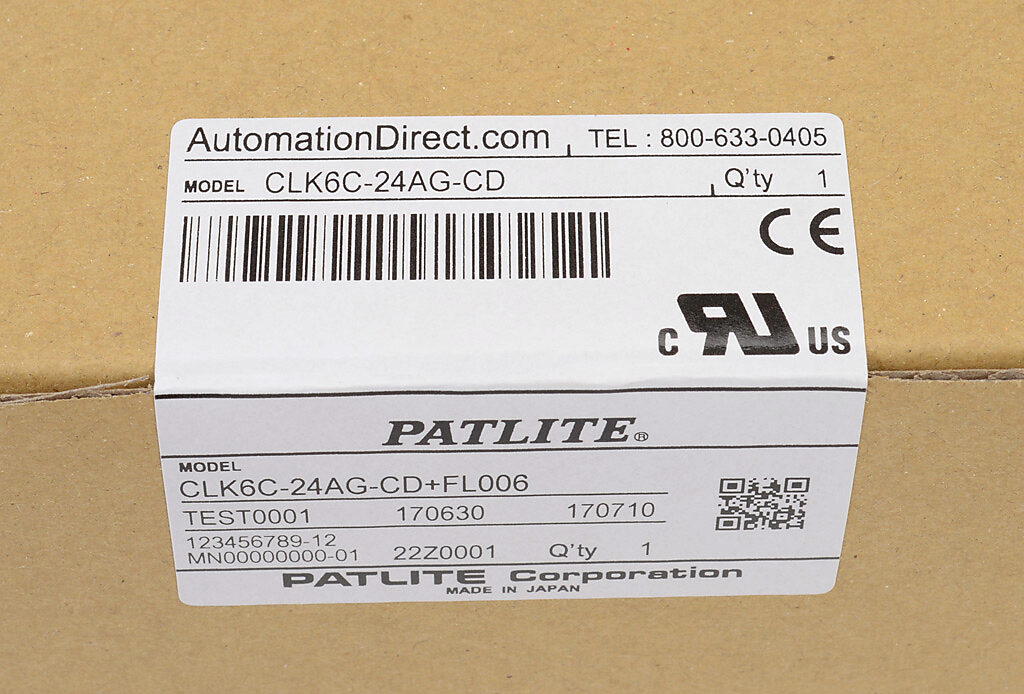 AutomationDirect.com TEL : 800-633-0405
MODEL CLK6C-24AG-CD Q'ty 1
CE
c RU US
PATLITE®
MODEL
CLK6C-24AG-CD+FL006
TEST0001 170630 170710
123456789-12
MN00000000-01 22Z0001 Q'ty 1
PATLITE Corporation
MADE IN JAPAN